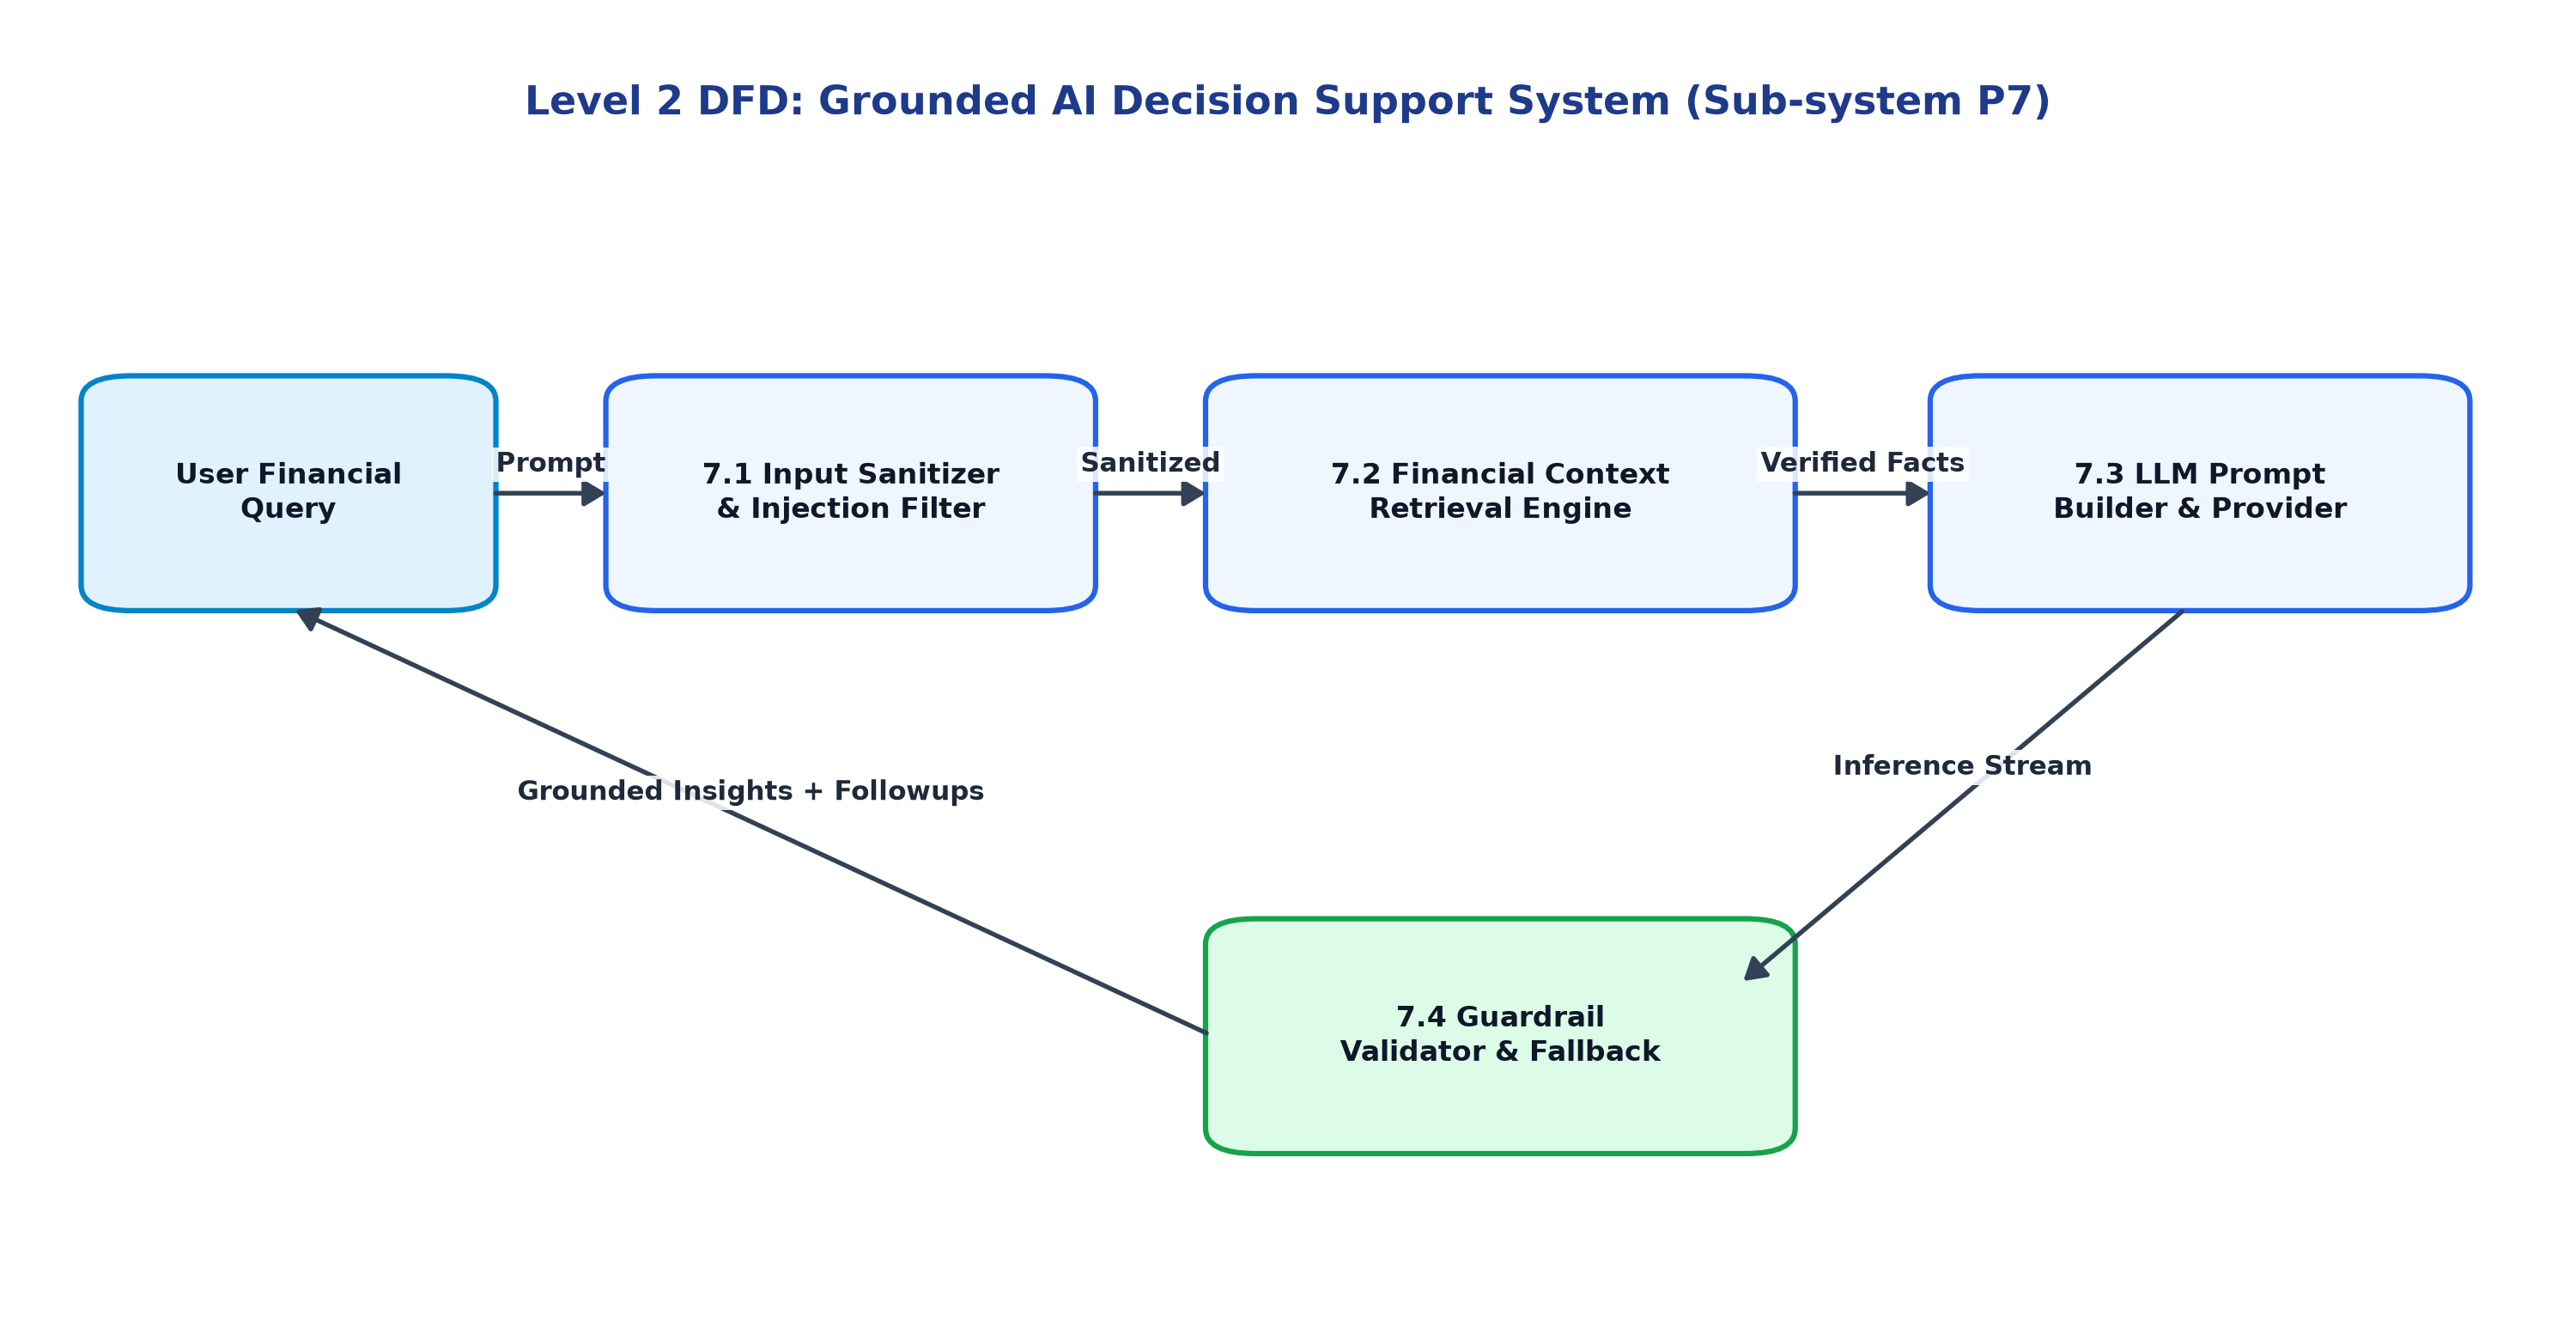 Level 2 DFD: Grounded AI Decision Support System (Sub-system P7)
User Financial
Query
Prompt
7.1 Input Sanitizer
& Injection Filter
Sanitized
7.2 Financial Context
Retrieval Engine
Verified Facts
7.3 LLM Prompt
Builder & Provider
Inference Stream
Grounded Insights + Followups
7.4 Guardrail
Validator & Fallback